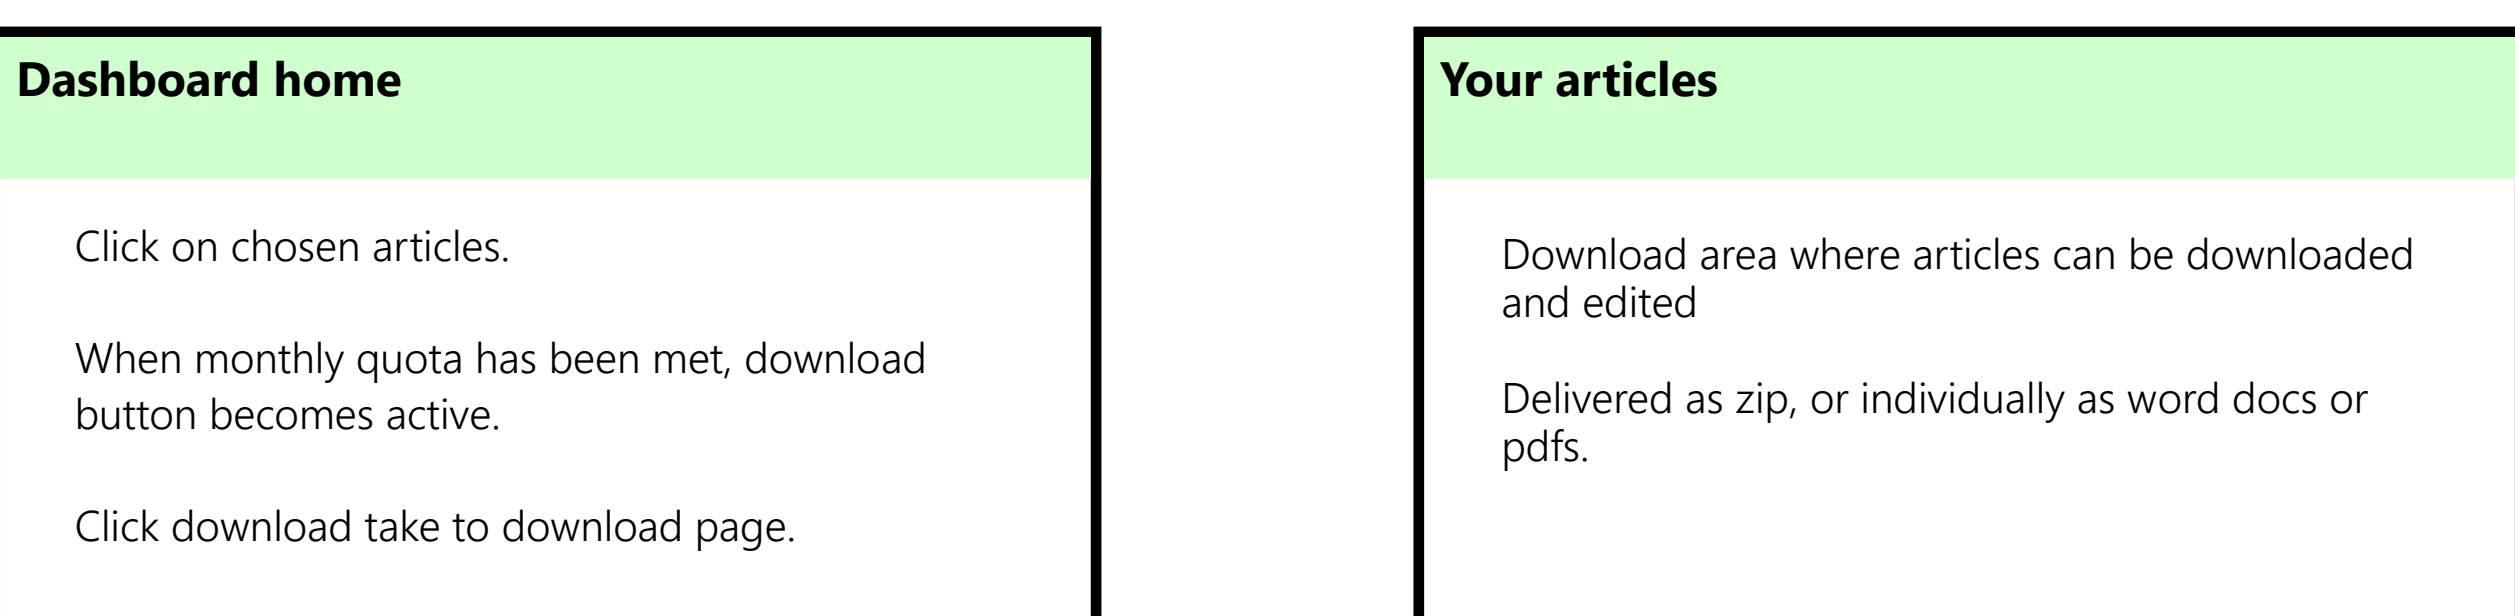 Dashboard home
Click on chosen articles.
When monthly quota has been met, download
button becomes active.
Click download take to download page.
Your articles
Download area where articles can be downloaded
and edited
Delivered as zip, or individually as word docs or
pdfs.